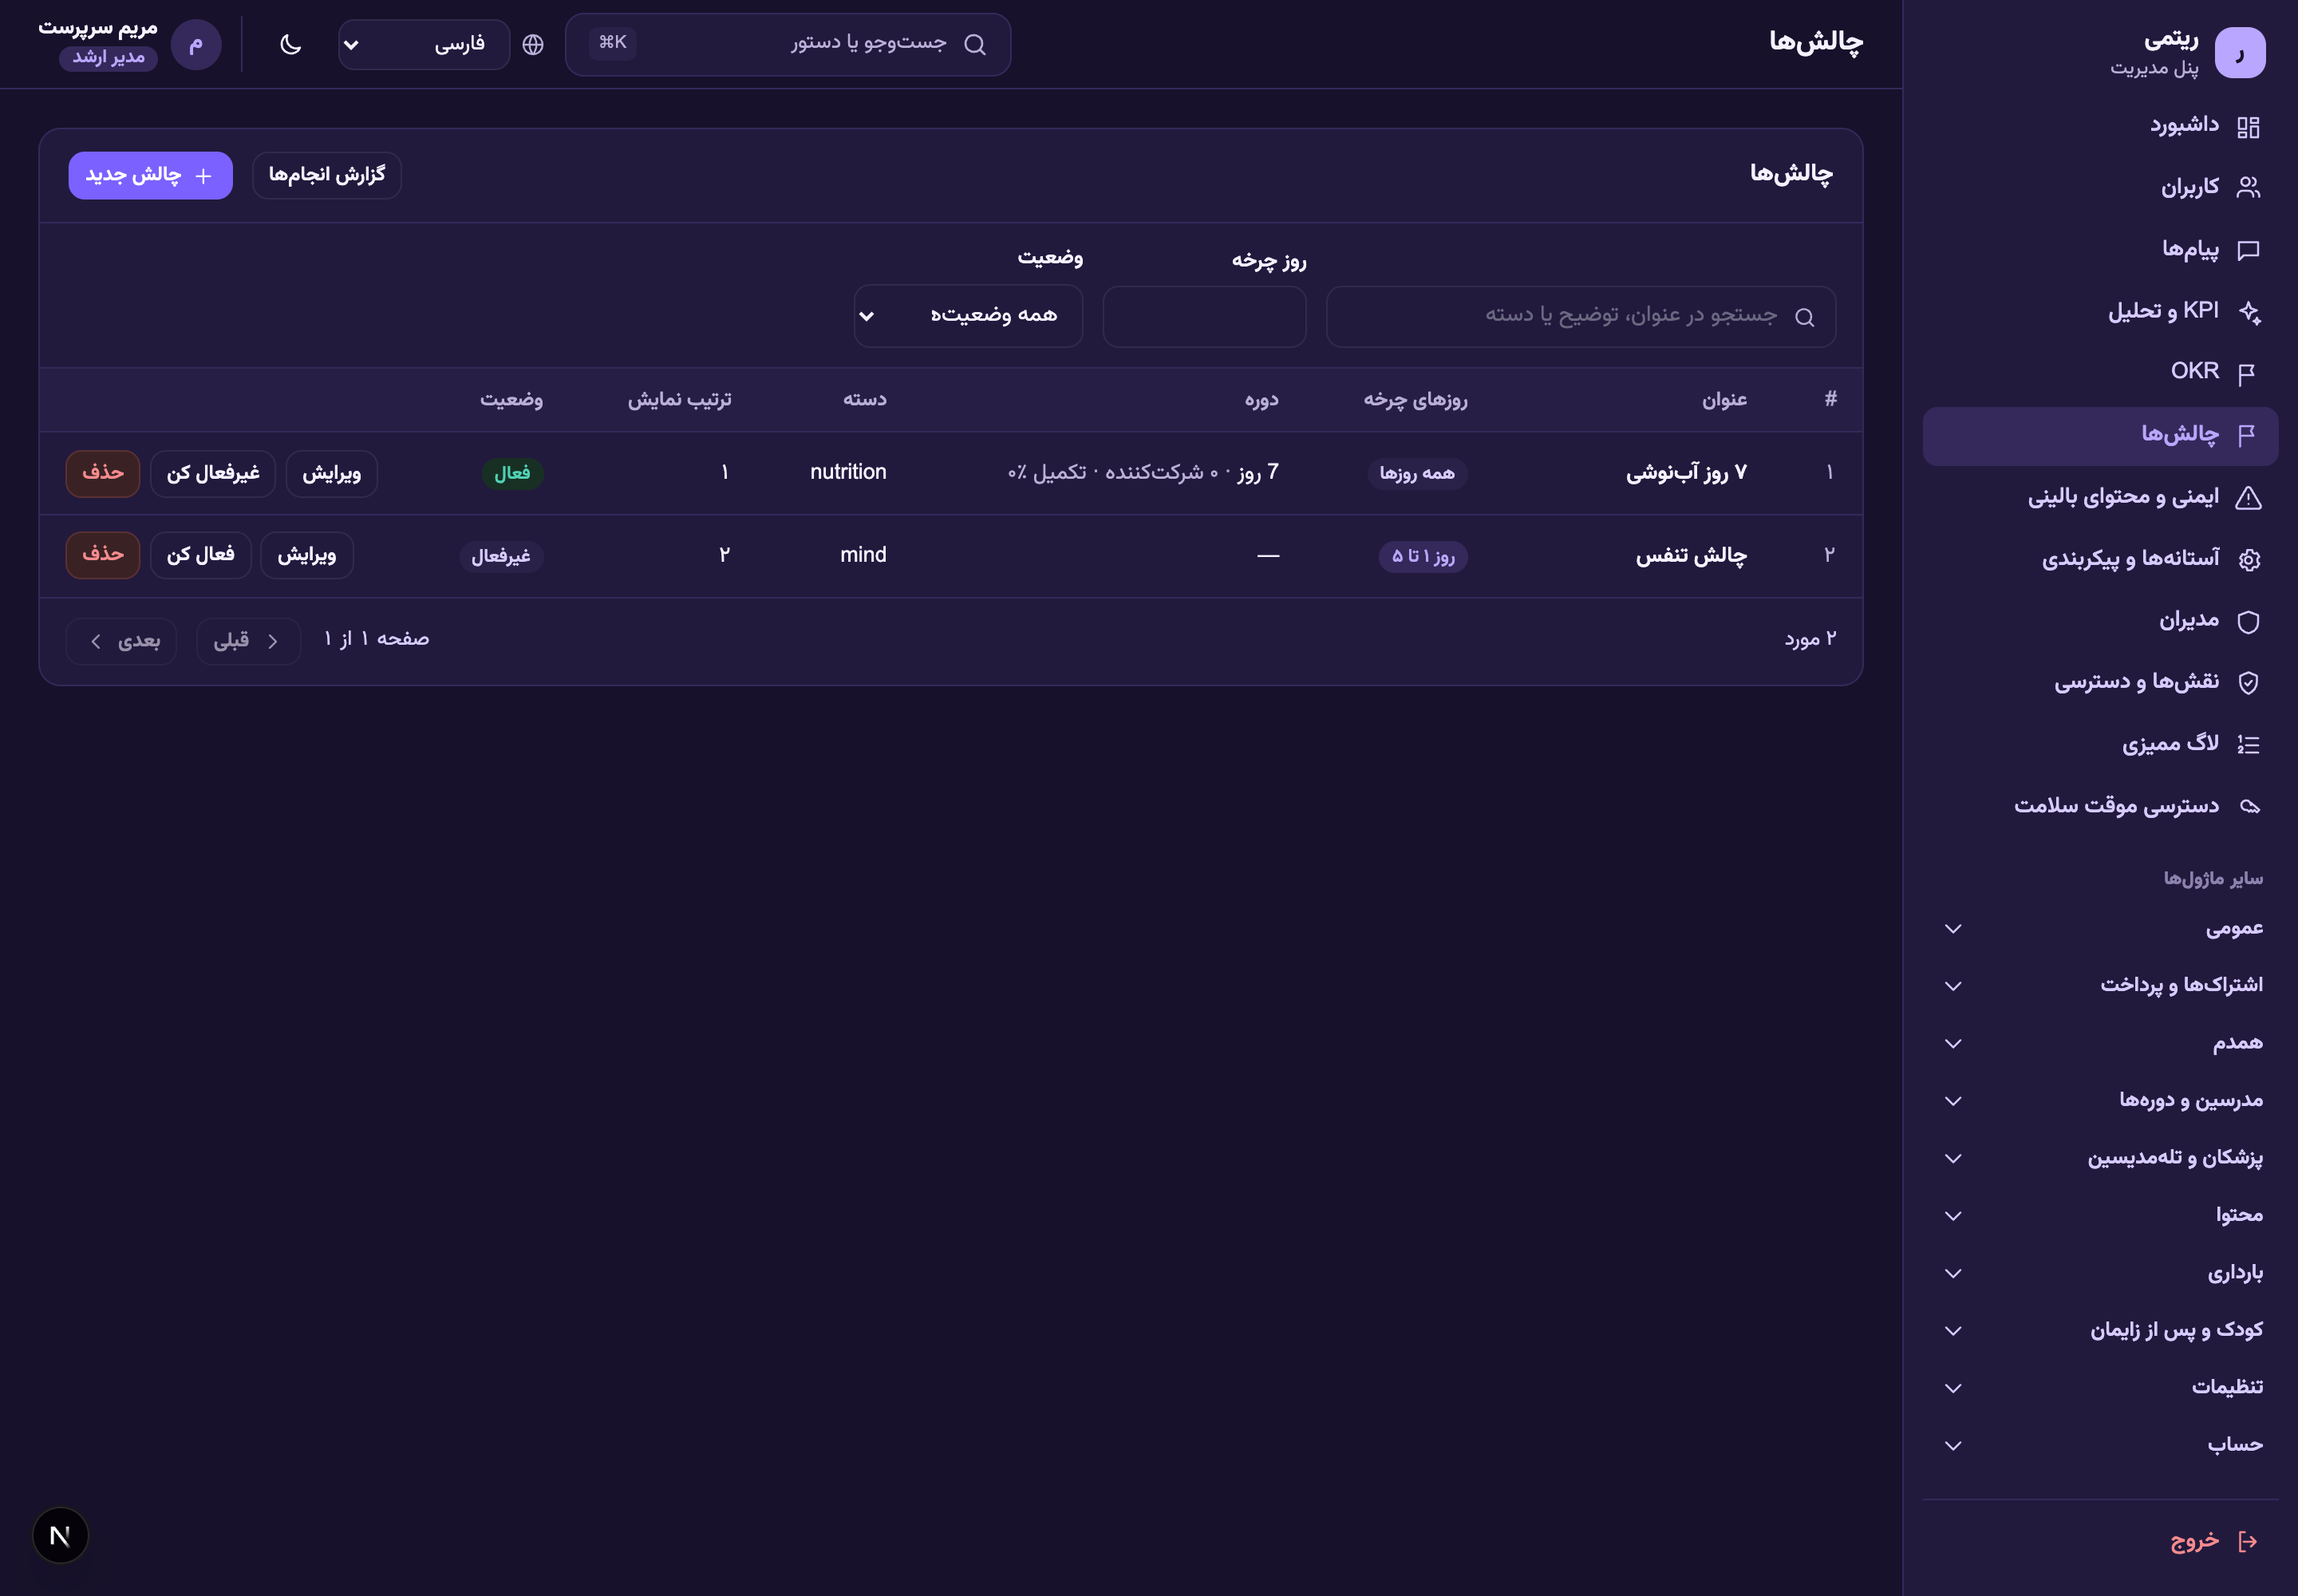 ر
ریتمی
پنل مدیریت
داشبورد
کاربران
پیام‌ها
KPI و تحلیل
OKR
چالش‌ها
ایمنی و محتوای بالینی
آستانه‌ها و پیکربندی
مدیران
نقش‌ها و دسترسی
لاگ ممیزی
دسترسی موقت سلامت
سایر ماژول‌ها
عمومی
اشتراک‌ها و پرداخت
همدم
مدرسین و دوره‌ها
پزشکان و تله‌مدیسین
محتوا
بارداری
کودک و پس از زایمان
تنظیمات
حساب
خروج
چالش‌ها
جست‌وجو یا دستور ⌘K
فارسی
م
مریم سرپرست
مدیر ارشد
چالش‌ها
گزارش انجام‌ها
چالش جدید
جستجو در عنوان، توضیح یا دسته
روز چرخه
وضعیت
همه وضعیت‌ه
# عنوان روزهای چرخه دوره دسته ترتیب نمایش وضعیت
۱ ۷ روز آب‌نوشی همه روزها 7 روز · ۰ شرکت‌کننده · تکمیل ۰٪ nutrition ۱ فعال ویرایش غیرفعال کن حذف
۲ چالش تنفس روز ۱ تا ۵ — mind ۲ غیرفعال ویرایش فعال کن حذف
۲ مورد
صفحه ۱ از ۱
قبلی
بعدی
N